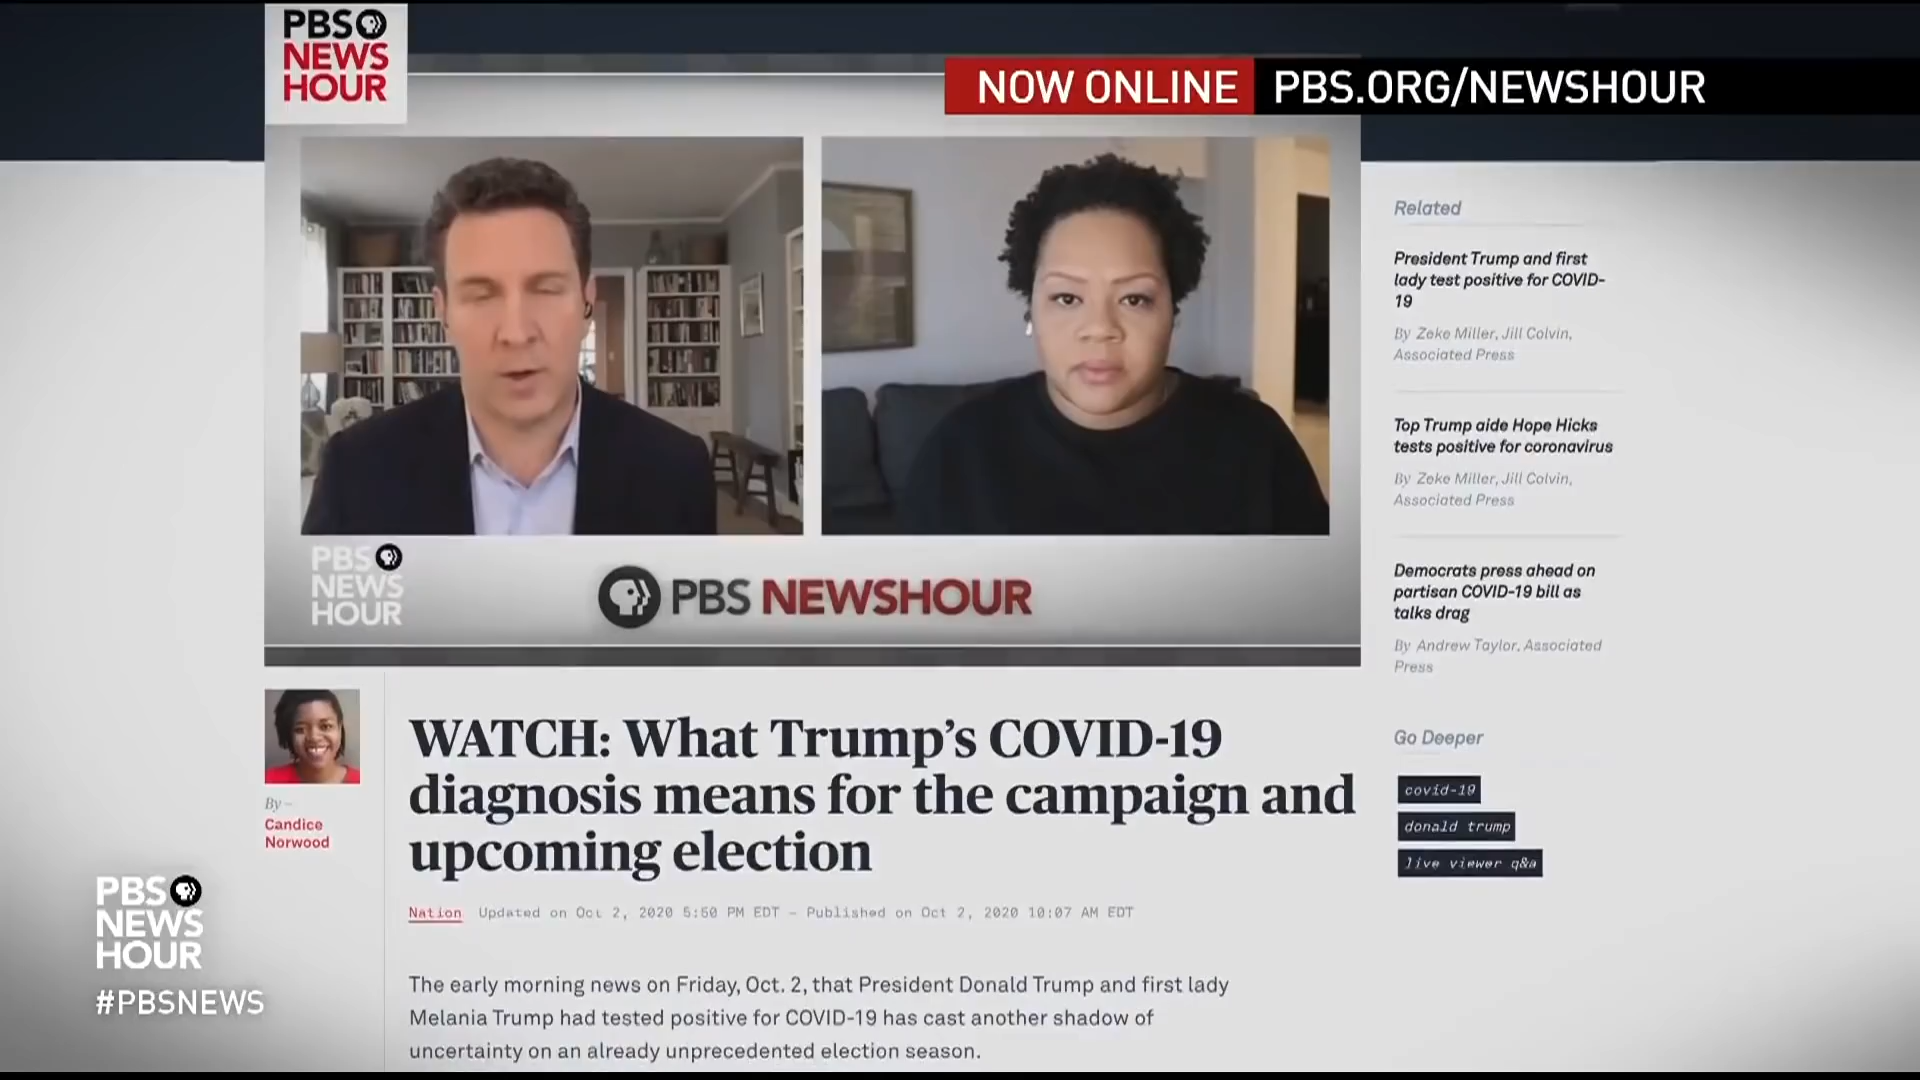 PBS
NEWS
HOUR
NOW ONLINE
PBS.ORG/NEWSHOUR
PBS
NEWS
HOUR
PBS NEWSHOUR
Related
President Trump and first
lady test positive for COVID-
19
By Zeke Miller, Jill Colvin,
Associated Press
Top Trump aide Hope Hicks
tests positive for coronavirus
By Zeke Miller, Jill Colvin,
Associated Press
Democrats press ahead on
partisan COVID-19 bill as
talks drag
By Andrew Taylor, Associated
Press
Go Deeper
covid-19
donald trump
live viewer q&a
By –
Candice
Norwood
WATCH: What Trump's COVID-19
diagnosis means for the campaign and
upcoming election
Nation Updated on Oct 2, 2020 5:50 PM EDT – Published on Oct 2, 2020 10:07 AM EDT
The early morning news on Friday, Oct. 2, that President Donald Trump and first lady
Melania Trump had tested positive for COVID-19 has cast another shadow of
uncertainty on an already unprecedented election season.
PBS
NEWS
HOUR
#PBSNEWS